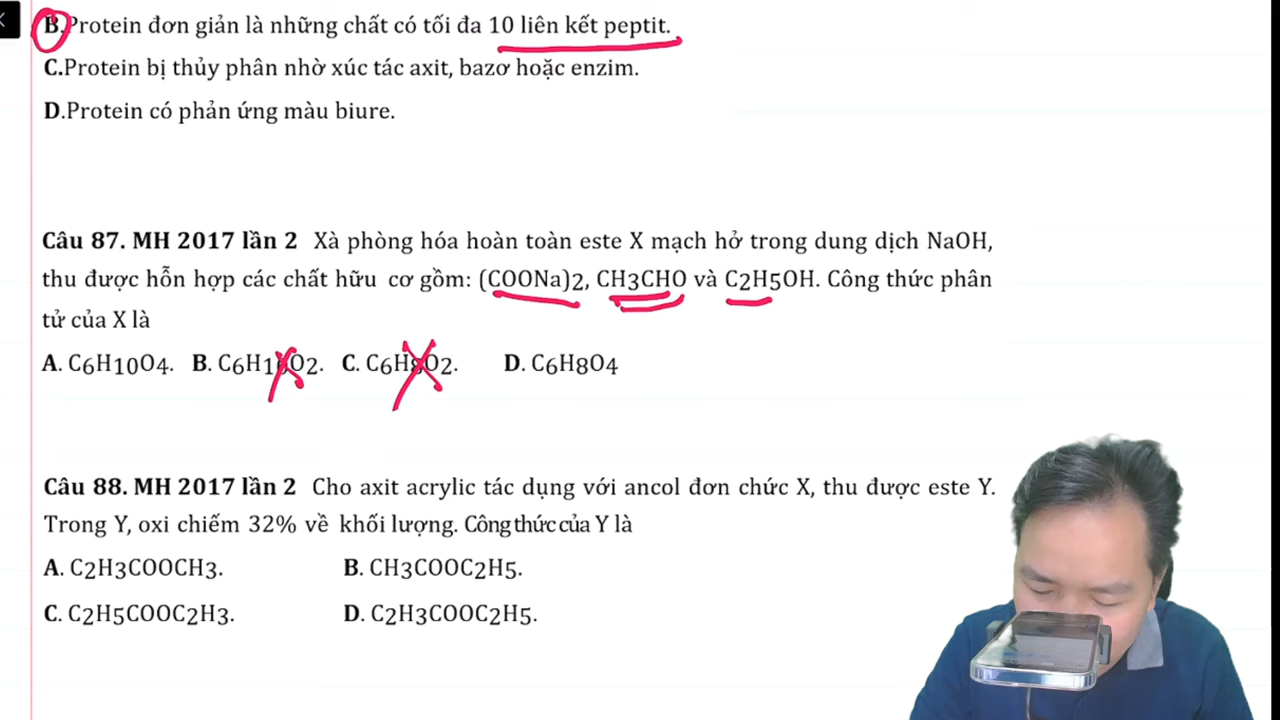 B.Protein đơn giản là những chất có tối đa 10 liên kết peptit.
C.Protein bị thủy phân nhờ xúc tác axit, bazơ hoặc enzim.
D.Protein có phản ứng màu biure.
Câu 87. MH 2017 lần 2 Xà phòng hóa hoàn toàn este X mạch hở trong dung dịch NaOH,
thu được hỗn hợp các chất hữu cơ gồm: (COONa)2, CH3CHO và C2H5OH. Công thức phân
tử của X là
A. C6H10O4. B. C6H10O2. C. C6H8O2. D. C6H8O4
Câu 88. MH 2017 lần 2 Cho axit acrylic tác dụng với ancol đơn chức X, thu được este Y.
Trong Y, oxi chiếm 32% về khối lượng. Công thức của Y là
A. C2H3COOCH3. B. CH3COOC2H5.
C. C2H5COOC2H3. D. C2H3COOC2H5.